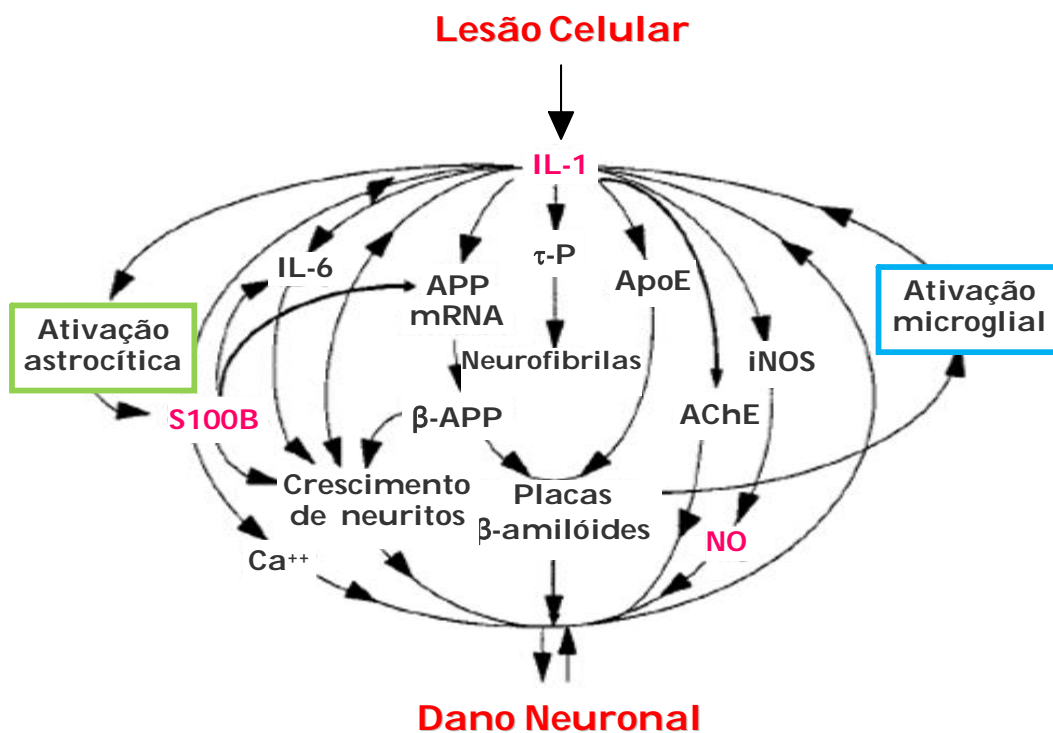 Lesão Celular
IL-1
IL-6
APP
mRNA
τ-P
ApoE
Ativação
astrocítica
Ativação
microglial
Neurofibrilas
iNOS
S100B
β-APP
AChE
Crescimento
de neuritos
Placas
β-amilóides
NO
Ca++
Dano Neuronal